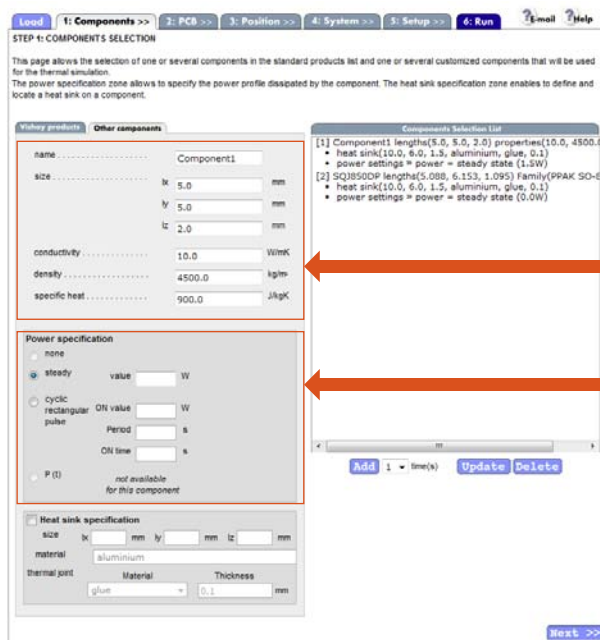 Load 1: Components >> 2: PCB >> 3: Position >> 4: System >> 5: Setup >> 6: Run ?E-mail ?Help
STEP 1: COMPONENTS SELECTION
This page allows the selection of one or several components in the standard products list and one or several customized components that will be used
for the thermal simulation.
The power specification zone allows to specify the power profile dissipated by the component. The heat sink specification zone enables to define and
locate a heat sink on a component.
Vishay products Other components
name .................. Component1
size .................. lx 5.0 mm
ly 5.0 mm
lz 2.0 mm
conductivity .............. 10.0 W/mK
density .................. 4500.0 kg/m³
specific heat .............. 900.0 J/kgK
Power specification
none
steady value W
cyclic rectangular pulse ON value W
Period s
ON time s
P (t) not available
for this component
Heat sink specification
size lx mm ly mm lz mm
material aluminium
thermal joint Material Thickness
glue 0.1 mm
Components Selection List
[1] Component1 lengths(5.0, 5.0, 2.0) properties(10.0, 4500.0
• heat sink(10.0, 6.0, 1.5, aluminium, glue, 0.1)
• power settings = power = steady state (1.5W)
[2] SQJ850DP lengths(5.088, 6.153, 1.095) Family(PPAK SO-8
• heat sink(10.0, 6.0, 1.5, aluminium, glue, 0.1)
• power settings = power = steady state (0.0W)
Add 1 time(s) Update Delete
Next >>